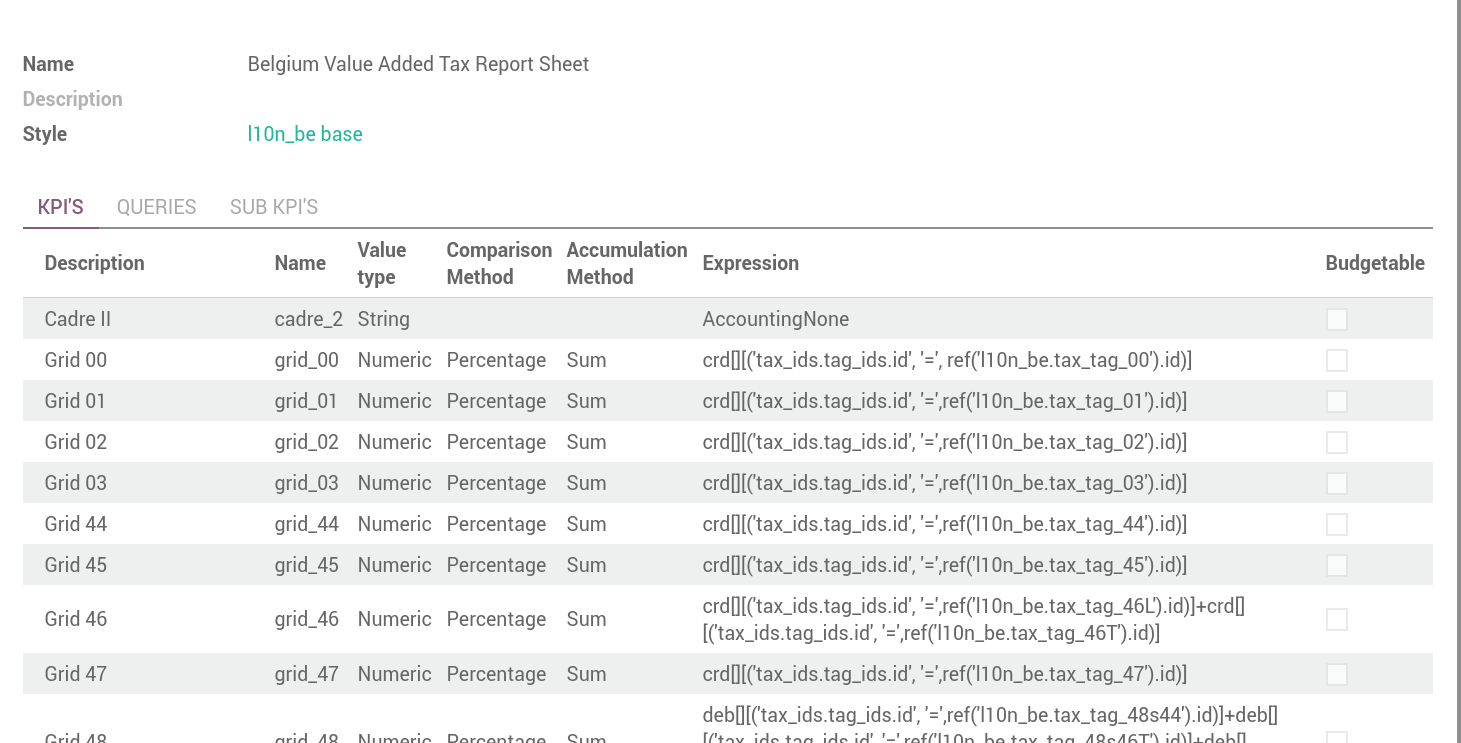 Name Belgium Value Added Tax Report Sheet
Description
Style l10n_be base
KPI'S QUERIES SUB KPI'S
Description Name Value type Comparison Method Accumulation Method Expression Budgetable
Cadre II cadre_2 String AccountingNone
Grid 00 grid_00 Numeric Percentage Sum crd[][('tax_ids.tag_ids.id', '=', ref('l10n_be.tax_tag_00').id)]
Grid 01 grid_01 Numeric Percentage Sum crd[][('tax_ids.tag_ids.id', '=',ref('l10n_be.tax_tag_01').id)]
Grid 02 grid_02 Numeric Percentage Sum crd[][('tax_ids.tag_ids.id', '=',ref('l10n_be.tax_tag_02').id)]
Grid 03 grid_03 Numeric Percentage Sum crd[][('tax_ids.tag_ids.id', '=',ref('l10n_be.tax_tag_03').id)]
Grid 44 grid_44 Numeric Percentage Sum crd[][('tax_ids.tag_ids.id', '=',ref('l10n_be.tax_tag_44').id)]
Grid 45 grid_45 Numeric Percentage Sum crd[][('tax_ids.tag_ids.id', '=',ref('l10n_be.tax_tag_45').id)]
Grid 46 grid_46 Numeric Percentage Sum crd[][('tax_ids.tag_ids.id', '=',ref('l10n_be.tax_tag_46L').id)]+crd[]
[('tax_ids.tag_ids.id', '=',ref('l10n_be.tax_tag_46T').id)]
Grid 47 grid_47 Numeric Percentage Sum crd[][('tax_ids.tag_ids.id', '=',ref('l10n_be.tax_tag_47').id)]
deb[][('tax_ids.tag_ids.id', '=',ref('l10n_be.tax_tag_48s44').id)]+deb[]
Grid 48 grid_48 Numeric Percentage Sum [('tax_ids.tag_ids.id', '=',ref('l10n_be.tax_tag_48s46T').id)]+deb[]